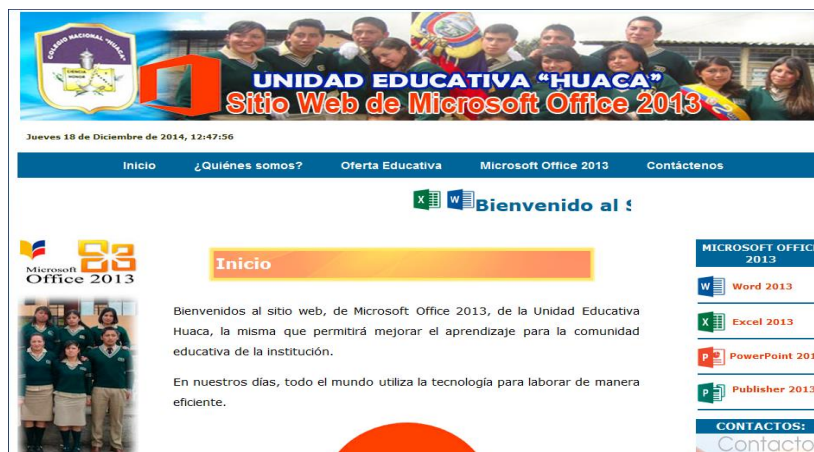 COLEGIO NACIONAL "HUACA"
CIENCIA
HONOR
UNIDAD EDUCATIVA "HUACA"
Sitio Web de Microsoft Office 2013
Jueves 18 de Diciembre de 2014, 12:47:56
Inicio ¿Quiénes somos? Oferta Educativa Microsoft Office 2013 Contáctenos
Bienvenido al S
Microsoft
Office 2013
Inicio
Bienvenidos al sitio web, de Microsoft Office 2013, de la Unidad Educativa
Huaca, la misma que permitirá mejorar el aprendizaje para la comunidad
educativa de la institución.
En nuestros días, todo el mundo utiliza la tecnología para laborar de manera
eficiente.
MICROSOFT OFFICE
2013
Word 2013
Excel 2013
PowerPoint 201
Publisher 2013
CONTACTOS:
Contacto